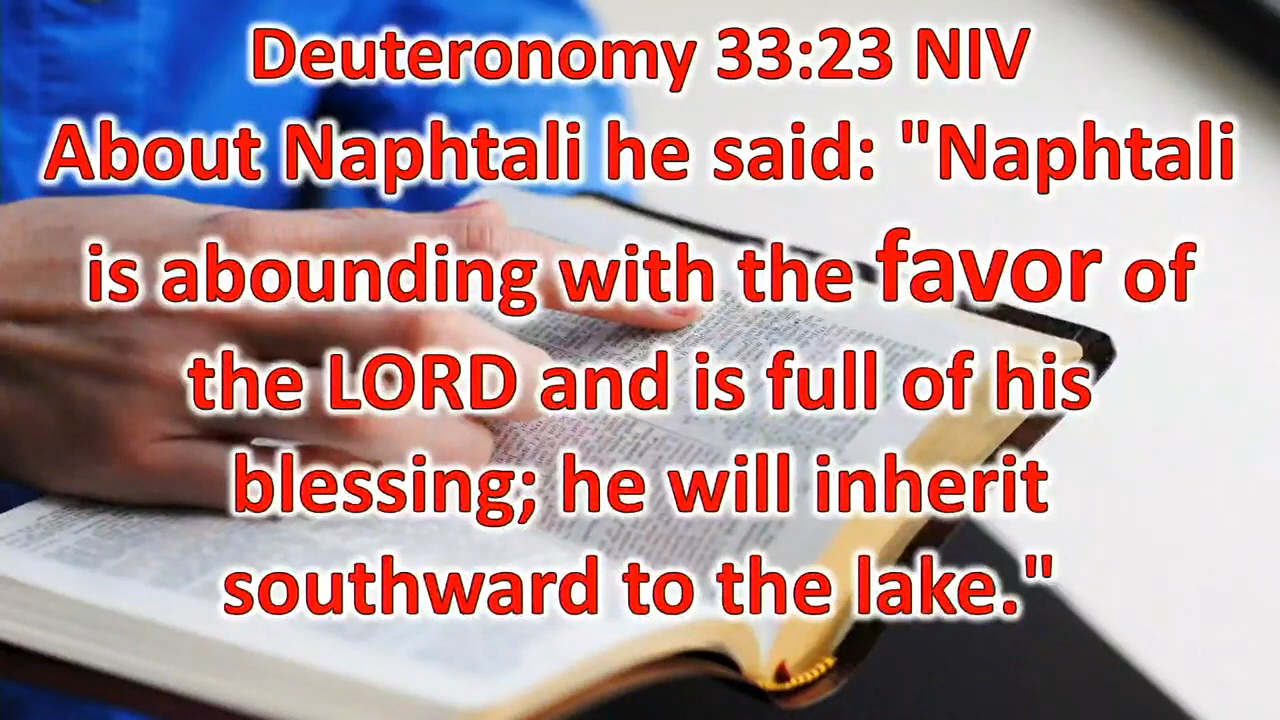 Deuteronomy 33:23 NIV
About Naphtali he said: "Naphtali
is abounding with the favor of
the LORD and is full of his
blessing; he will inherit
southward to the lake."